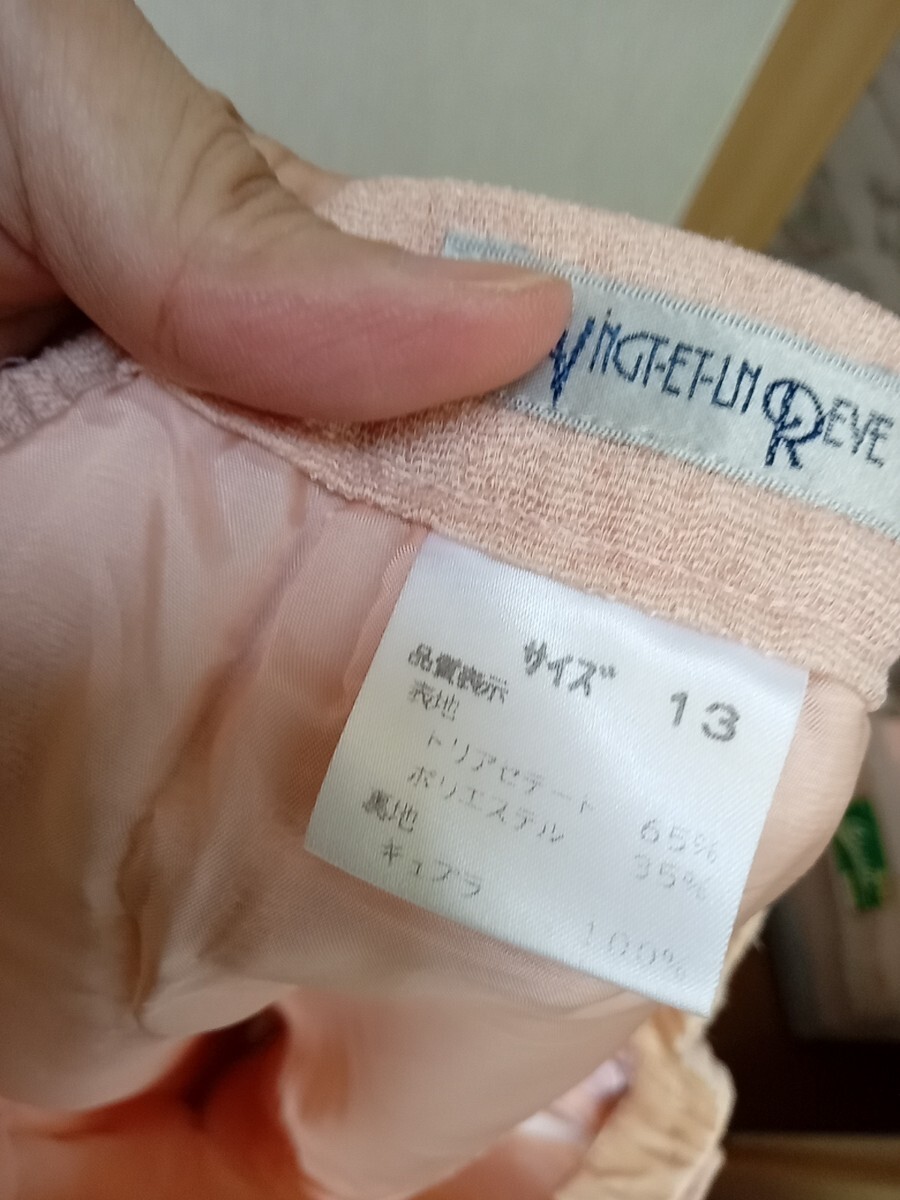 VINGT-ET-UN REVE
サイズ 13
品質表示
表地
トリアセテート 65%
ポリエステル 35%
裏地
キュプラ 100%